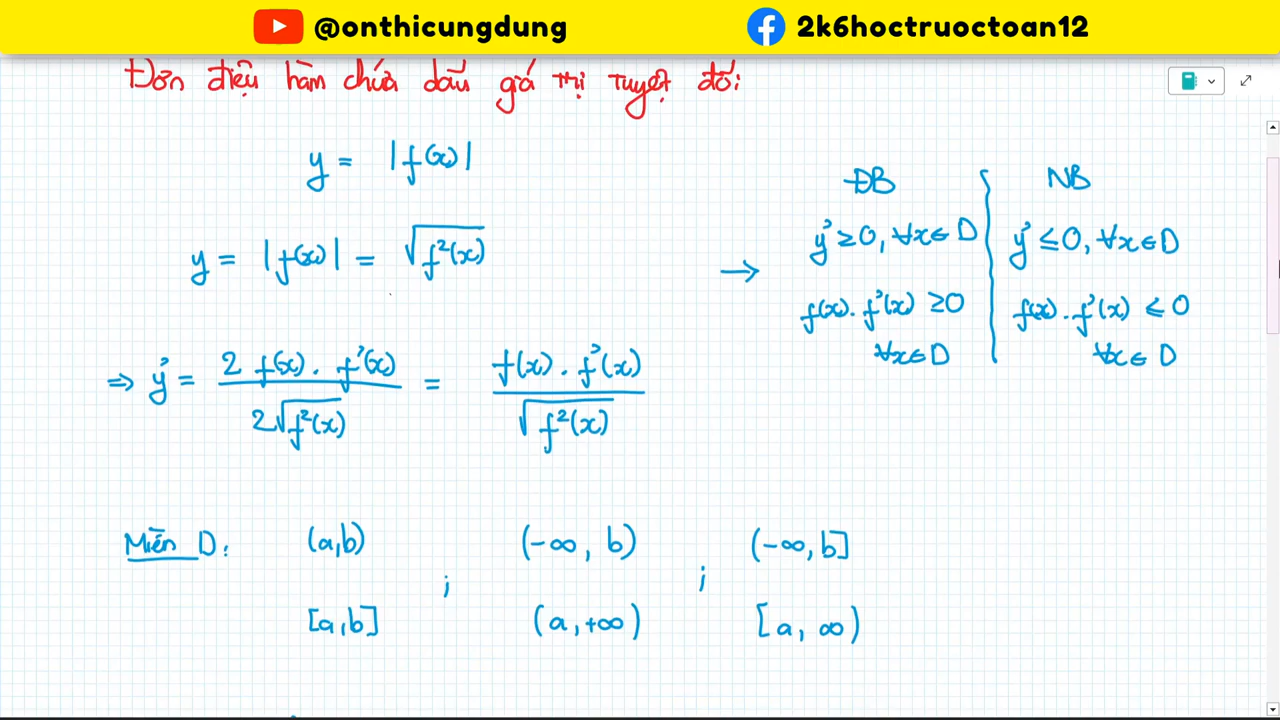 @onthicungdung 2k6hoctruoctoan12
Đơn điệu hàm chứa dấu giá trị tuyệt đối:
y = |f(x)|
y = |f(x)| = √f²(x)
⇒ y' = 2 f(x) . f'(x) / 2√f²(x) = f(x) . f'(x) / √f²(x)
→
ĐB | NB
y' ≥ 0, ∀x ∈ D | y' ≤ 0, ∀x ∈ D
f(x) . f'(x) ≥ 0 | f(x) . f'(x) ≤ 0
∀x ∈ D | ∀x ∈ D
Miền D: (a,b) ; (-∞, b) ; (-∞, b]
[a,b] (a, +∞) [a, ∞)